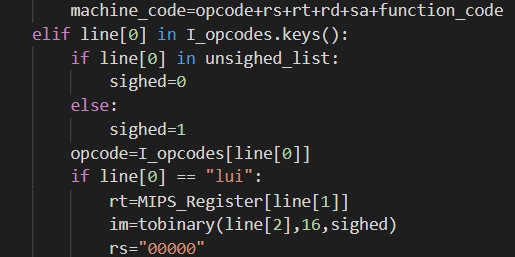 machine_code=opcode+rs+rt+rd+sa+function_code
elif line[0] in I_opcodes.keys():
if line[0] in unsighed_list:
sighed=0
else:
sighed=1
opcode=I_opcodes[line[0]]
if line[0] == "lui":
rt=MIPS_Register[line[1]]
im=tobinary(line[2],16,sighed)
rs="00000"